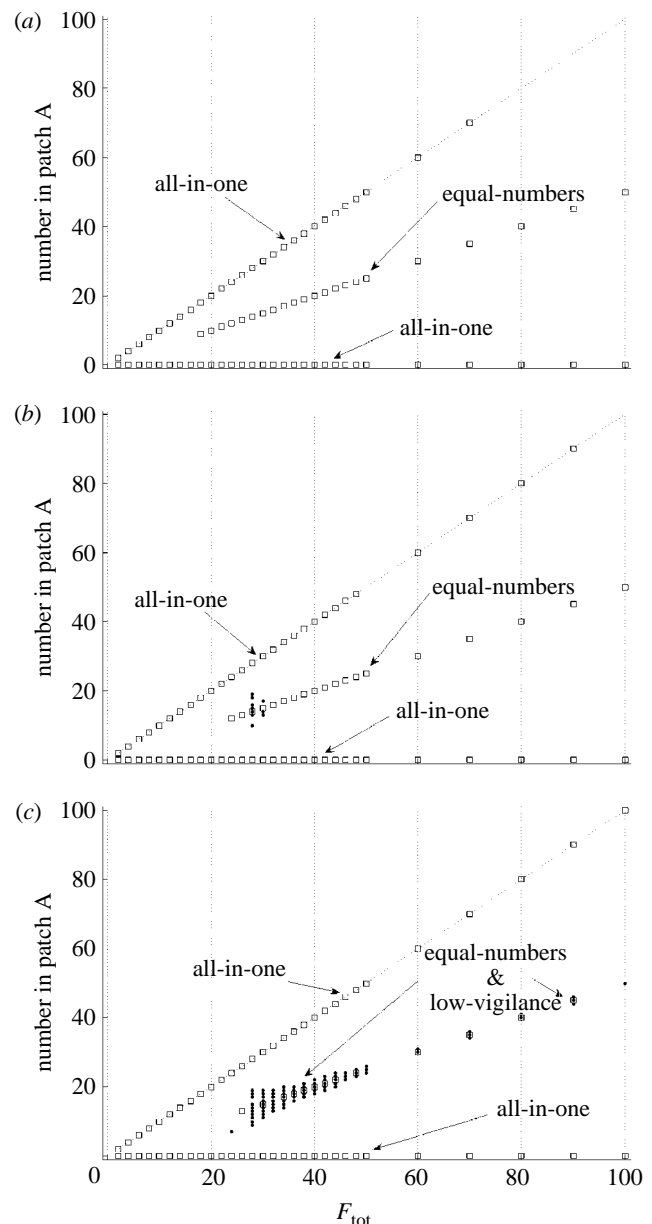 (a)
100
80
60
40
20
0
number in patch A
all-in-one
equal-numbers
all-in-one
(b)
100
80
60
40
20
0
number in patch A
all-in-one
equal-numbers
all-in-one
(c)
100
80
60
40
20
number in patch A
all-in-one
equal-numbers
&
low-vigilance
all-in-one
0 20 40 60 80 100
F_tot